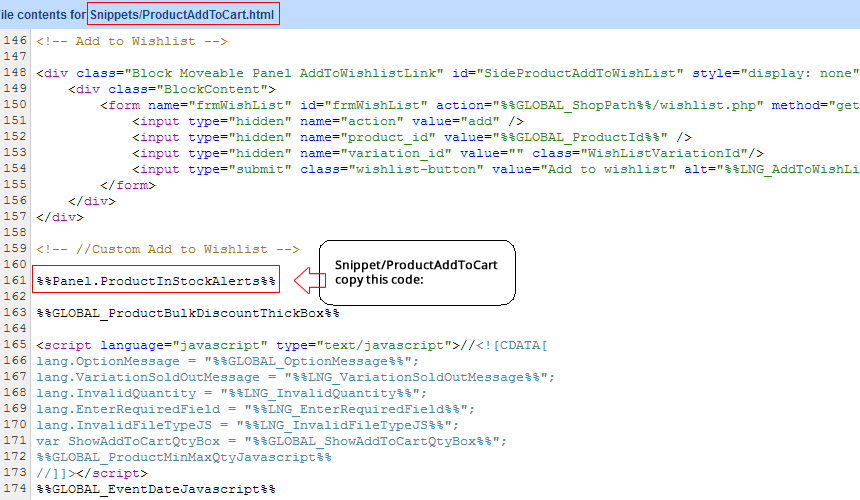 ile contents for Snippets/ProductAddToCart.html
146 <!-- Add to Wishlist -->
147
148 <div class="Block Moveable Panel AddToWishlistLink" id="SideProductAddToWishList" style="display: none"
149 <div class="BlockContent">
150 <form name="frmWishList" id="frmWishList" action="%%GLOBAL_ShopPath%%/wishlist.php" method="get
151 <input type="hidden" name="action" value="add" />
152 <input type="hidden" name="product_id" value="%%GLOBAL_ProductId%%" />
153 <input type="hidden" name="variation_id" value="" class="WishListVariationId"/>
154 <input type="submit" class="wishlist-button" value="Add to wishlist" alt="%%LNG_AddToWishLi
155 </form>
156 </div>
157 </div>
158
159 <!-- //Custom Add to Wishlist -->
160
161 %%Panel.ProductInStockAlerts%%
Snippet/ProductAddToCart
copy this code:
162
163 %%GLOBAL_ProductBulkDiscountThickBox%%
164
165 <script language="javascript" type="text/javascript">//<![CDATA[
166 lang.OptionMessage = "%%GLOBAL_OptionMessage%%";
167 lang.VariationSoldOutMessage = "%%LNG_VariationSoldOutMessage%%";
168 lang.InvalidQuantity = "%%LNG_InvalidQuantity%%";
169 lang.EnterRequiredField = "%%LNG_EnterRequiredField%%";
170 lang.InvalidFileTypeJS = "%%LNG_InvalidFileTypeJS%%";
171 var ShowAddToCartQtyBox = "%%GLOBAL_ShowAddToCartQtyBox%%";
172 %%GLOBAL_ProductMinMaxQtyJavascript%%
173 //]]></script>
174 %%GLOBAL_EventDateJavascript%%